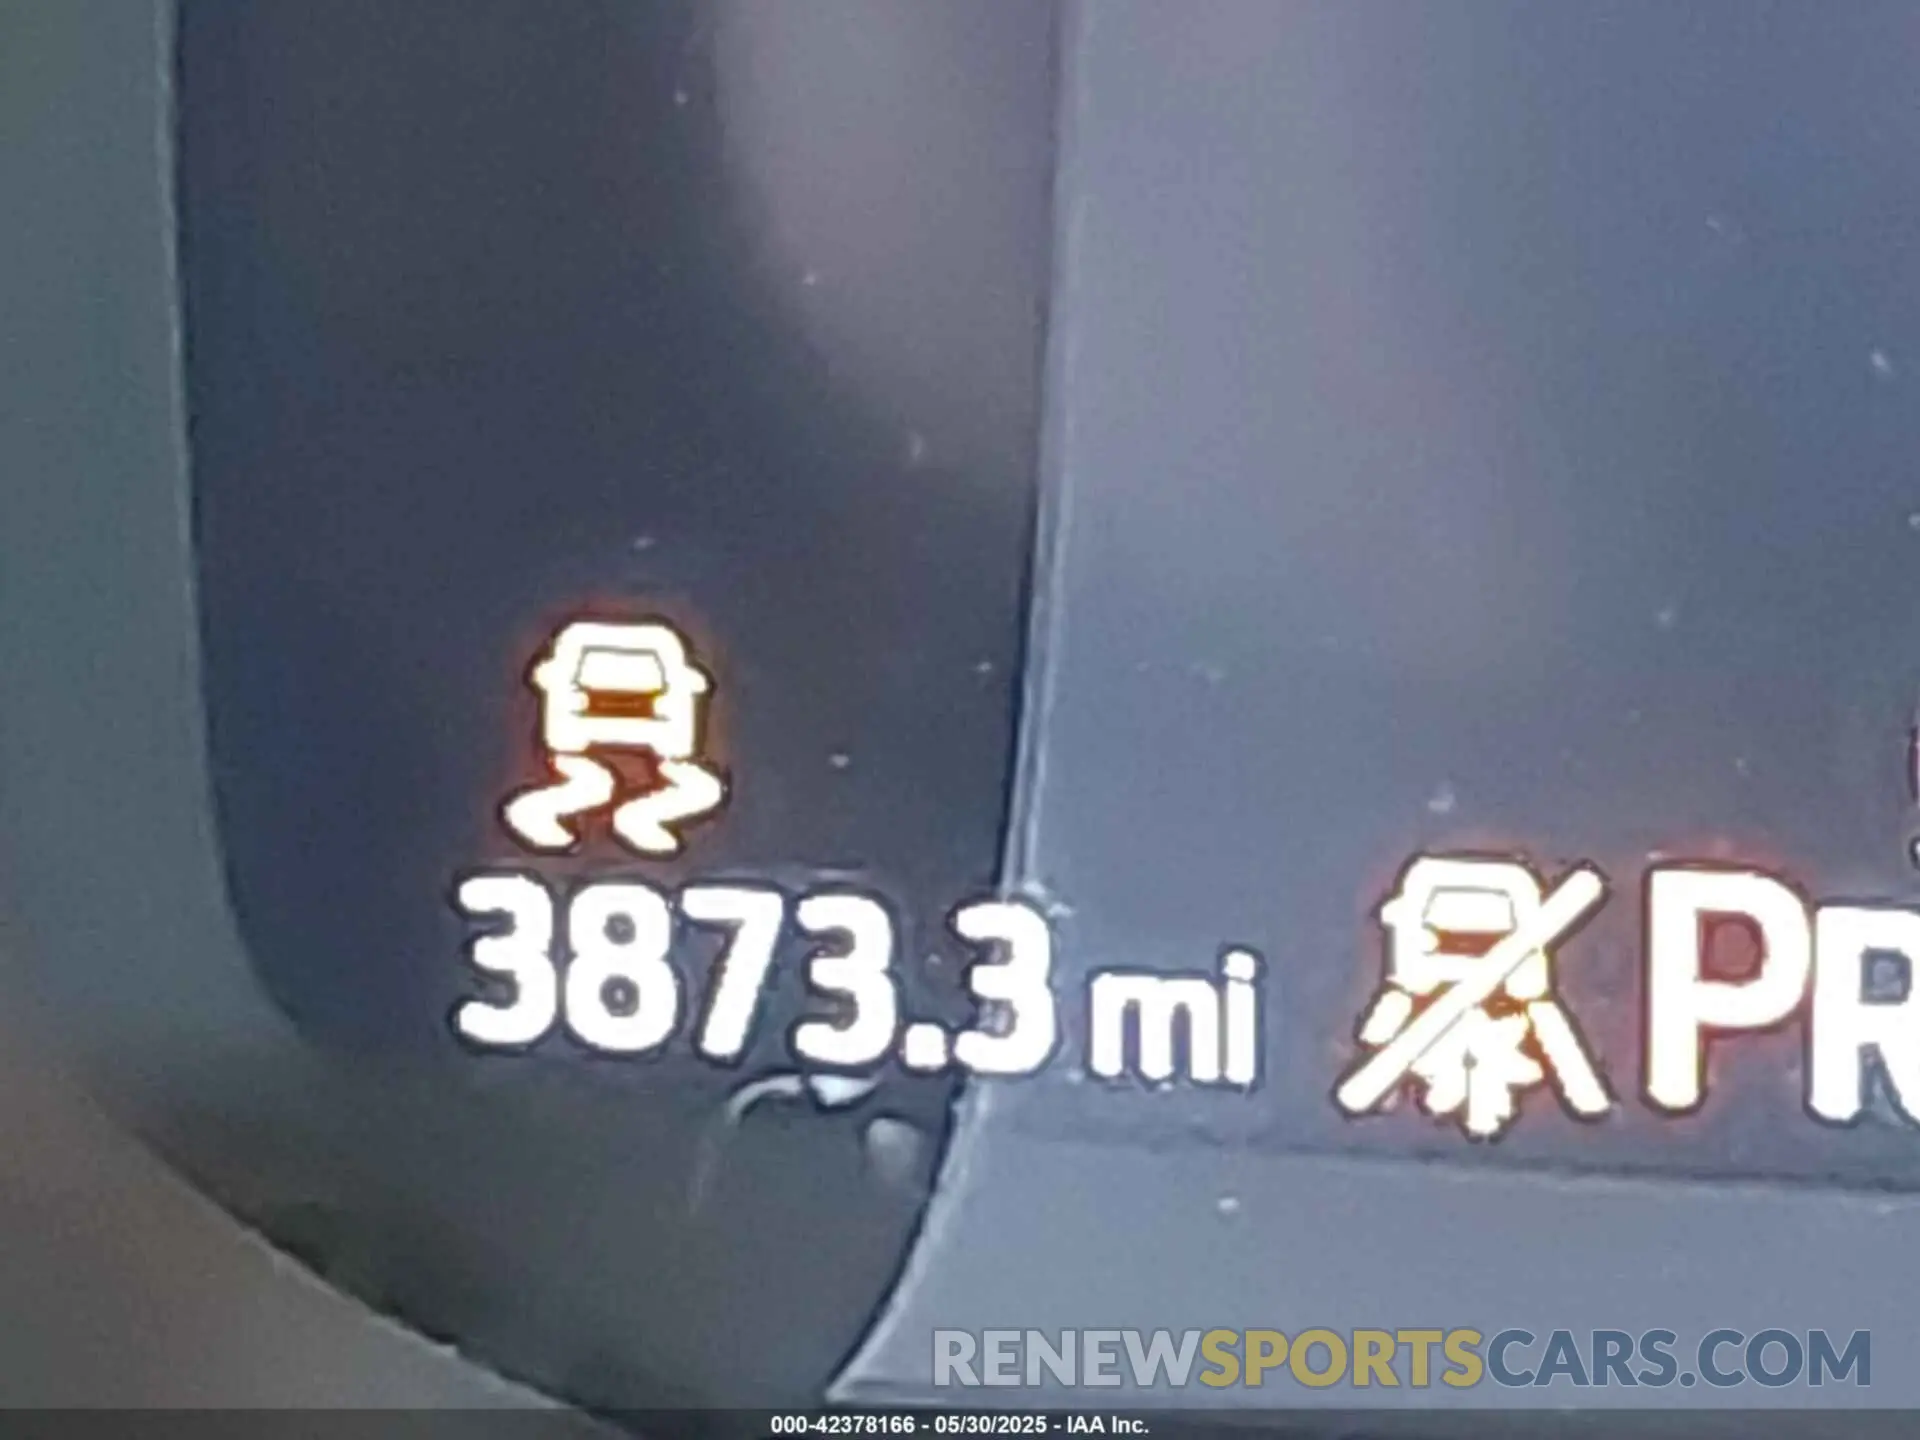 3873.3 mi PR
RENEWSPORTSCARS.COM
000-42378166 - 05/30/2025 - IAA Inc.